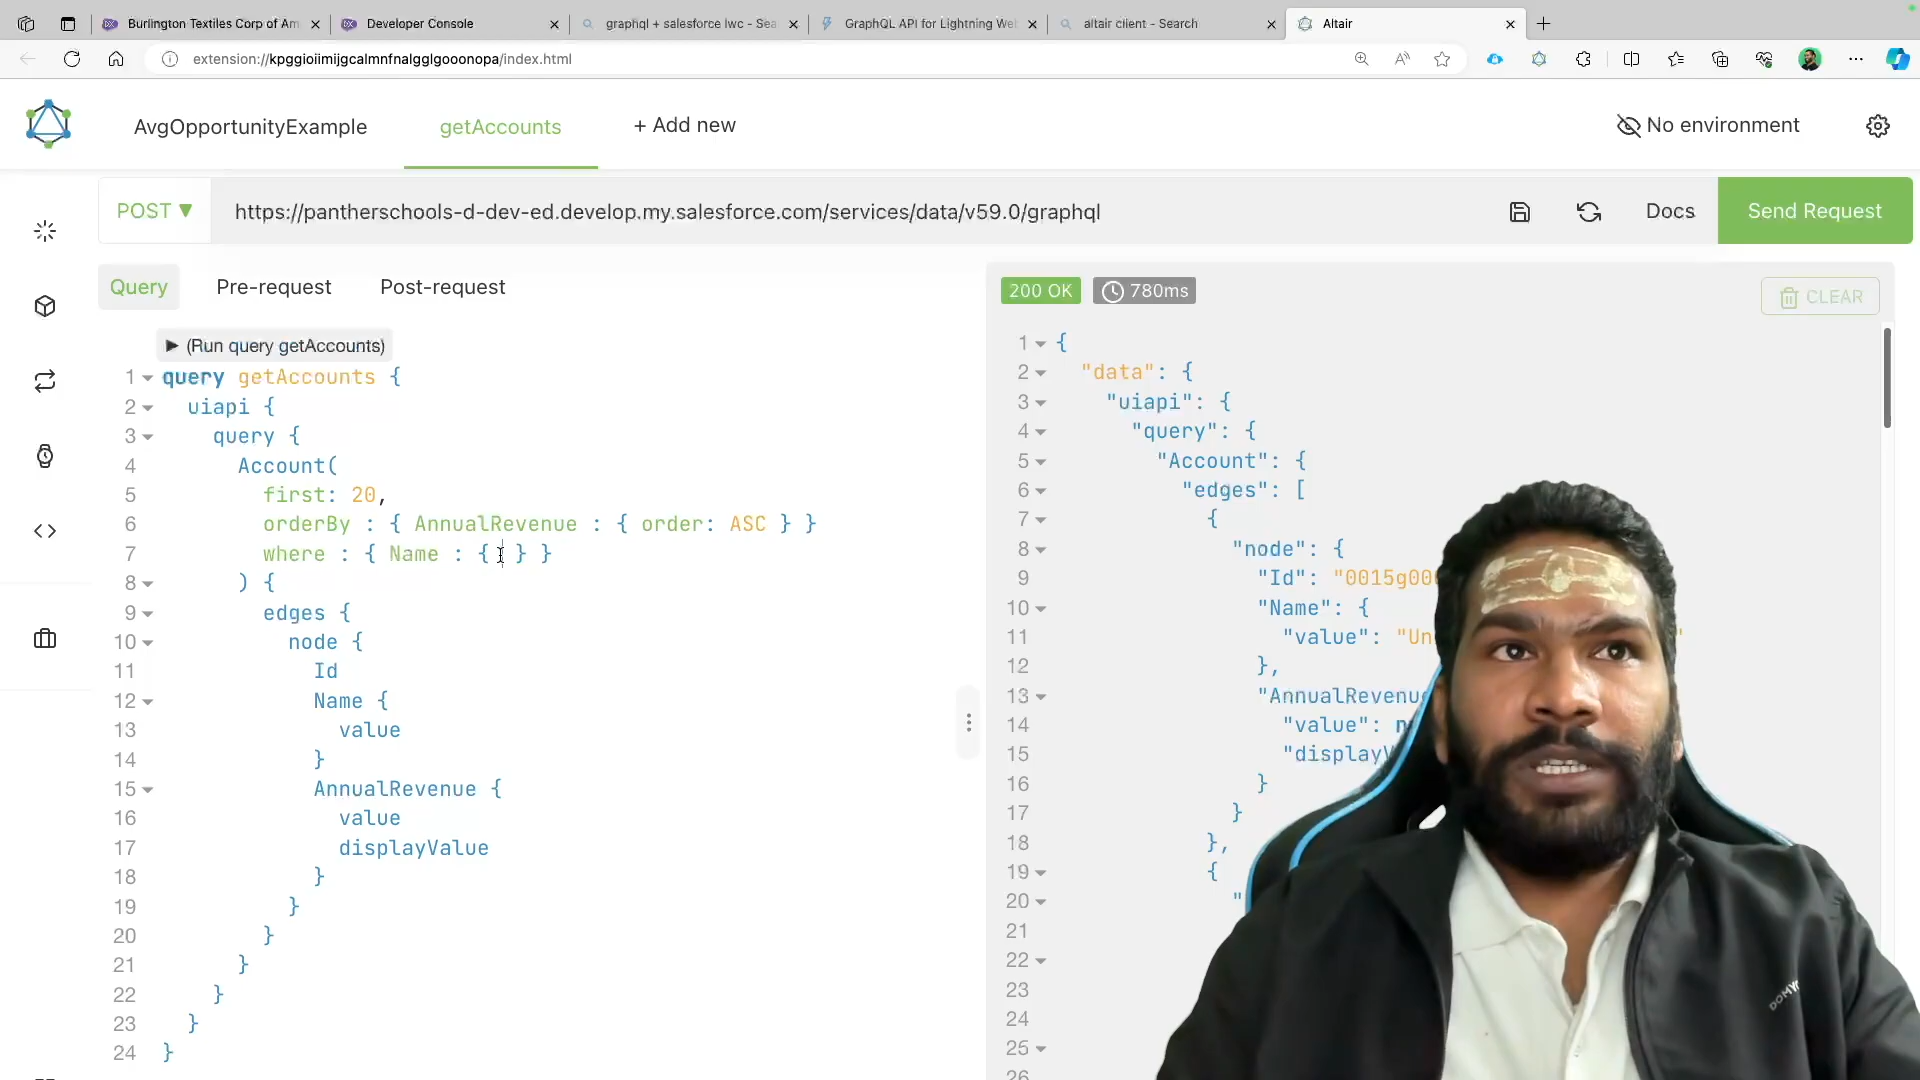 Burlington Textiles Corp of Am
Developer Console
graphql + salesforce lwc - Sea
GraphQL API for Lightning Web
altair client - Search
Altair
extension://kpggioiimijgcalmnfnalgglgooonopa/index.html
AvgOpportunityExample
getAccounts
+ Add new
No environment
POST ▼
https://pantherschools-d-dev-ed.develop.my.salesforce.com/services/data/v59.0/graphql
Docs
Send Request
Query
Pre-request
Post-request
200 OK
780ms
CLEAR
(Run query getAccounts)
1 query getAccounts {
2 uiapi {
3 query {
4 Account(
5 first: 20,
6 orderBy : { AnnualRevenue : { order: ASC } }
7 where : { Name : { } }
8 ) {
9 edges {
10 node {
11 Id
12 Name {
13 value
14 }
15 AnnualRevenue {
16 value
17 displayValue
18 }
19 }
20 }
21 }
22 }
23 }
24 }
1 {
2 "data": {
3 "uiapi": {
4 "query": {
5 "Account": {
6 "edges": [
7 {
8 "node": {
9 "Id": "0015g00
10 "Name": {
11 "value": "Un
12 },
13 "AnnualRevenue
14 "value": n
15 "displayV
16 }
17 }
18 },
19 {
20 "
21
22
23
24
25
26
DOMYO